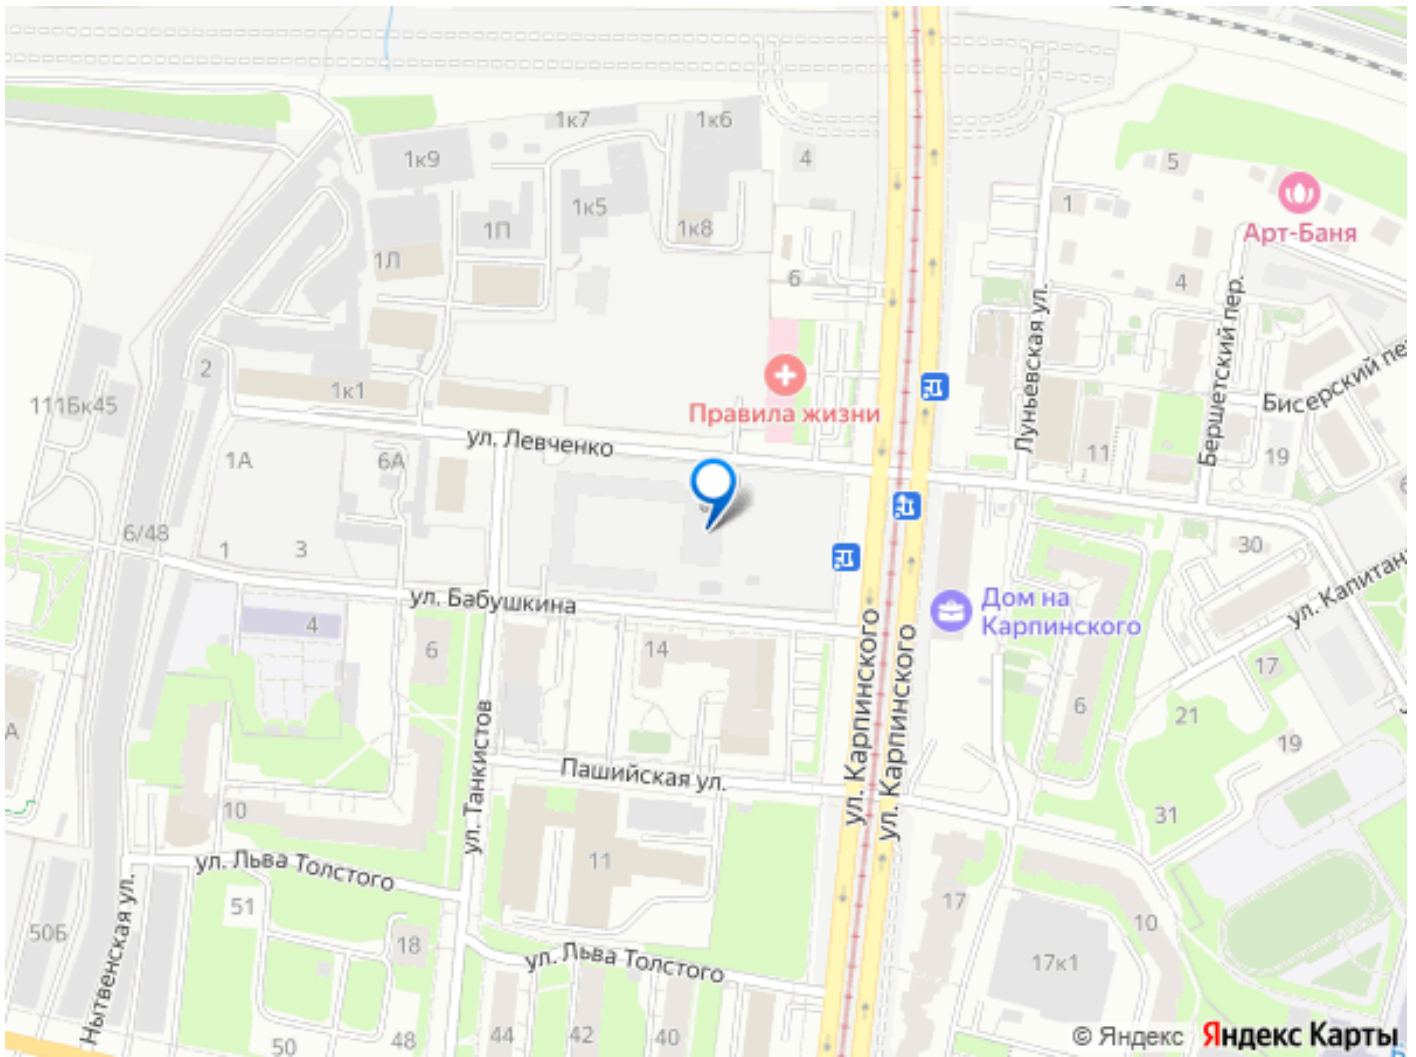 1к7
1к6
1к9
4
5
1к5
1
1П
1к8
Арт-Баня
1Л
6
4
Луньевская ул.
Бершетский пер.
2
1к1
111Бк45
Правила жизни
Бисерский пе
ул. Левченко
11
19
1А
6А
6/48
1
3
30
ул. Бабушкина
Дом на
Карпинского
ул. Капитан
4
6
14
17
6
21
19
А
ул. Карпинского
ул. Карпинского
ул. Танкистов
Пашийская ул.
31
10
ул. Льва Толстого
11
51
50Б
Нытвенская ул.
18
17
10
ул. Льва Толстого
17к1
50
48
44
42
40
© Яндекс
Яндекс Карты